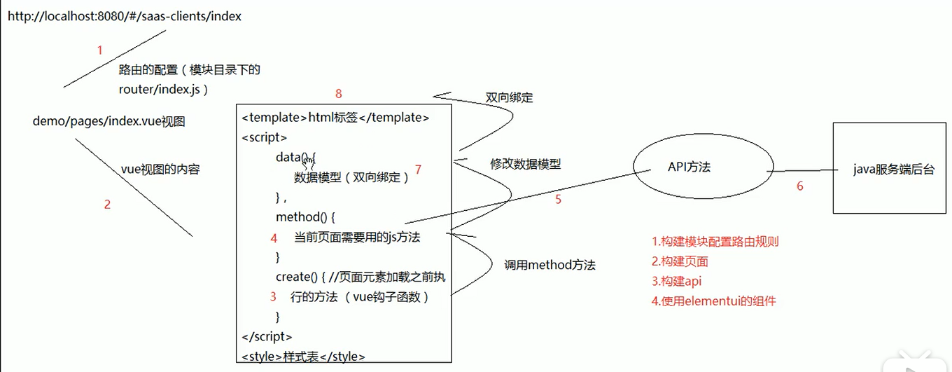 http://localhost:8080/#/saas-clients/index
1
路由的配置（模块目录下的
router/index.js）
demo/pages/index.vue视图
vue视图的内容
2
8
<template>html标签</template>
<script>
data() {
数据模型（双向绑定）
7
} ,
method() {
4
当前页面需要用的js方法
}
create() { //页面元素加载之前执
3
行的方法 （vue钩子函数）
}
</script>
<style>样式表</style>
双向绑定
修改数据模型
调用method方法
5
API方法
6
java服务端后台
1.构建模块配置路由规则
2.构建页面
3.构建api
4.使用elementui的组件